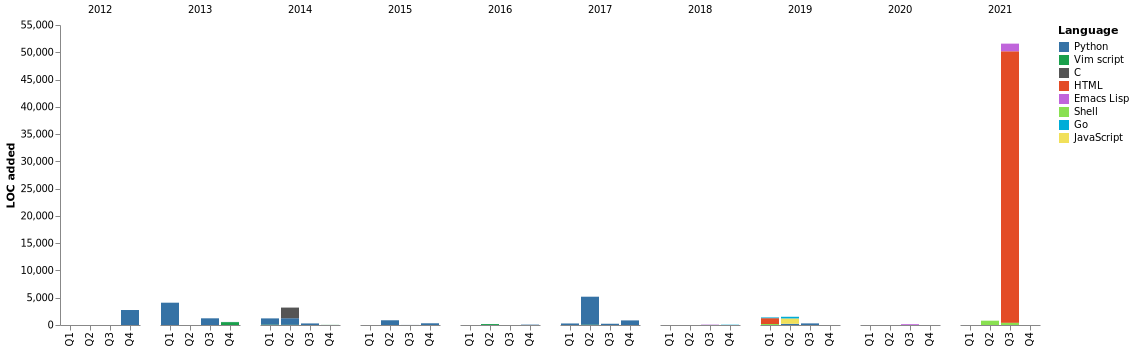 2012 2013 2014 2015 2016 2017 2018 2019 2020 2021
55,000
50,000
45,000
40,000
35,000
30,000
25,000
20,000
15,000
10,000
5,000
0
LOC added
Q1 Q2 Q3 Q4 Q1 Q2 Q3 Q4 Q1 Q2 Q3 Q4 Q1 Q2 Q3 Q4 Q1 Q2 Q3 Q4 Q1 Q2 Q3 Q4 Q1 Q2 Q3 Q4 Q1 Q2 Q3 Q4 Q1 Q2 Q3 Q4 Q1 Q2 Q3 Q4
Language
Python
Vim script
C
HTML
Emacs Lisp
Shell
Go
JavaScript